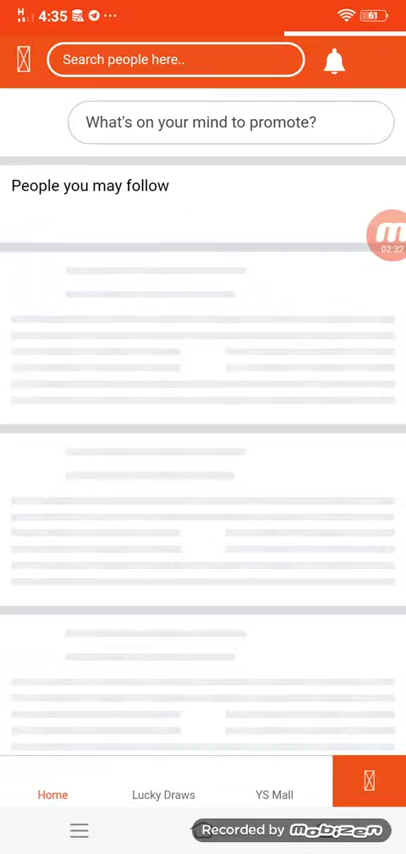 H
4:35 ... 61
Search people here..
What's on your mind to promote?
People you may follow
m
02:32
Home Lucky Draws YS Mall
Recorded by mobizen